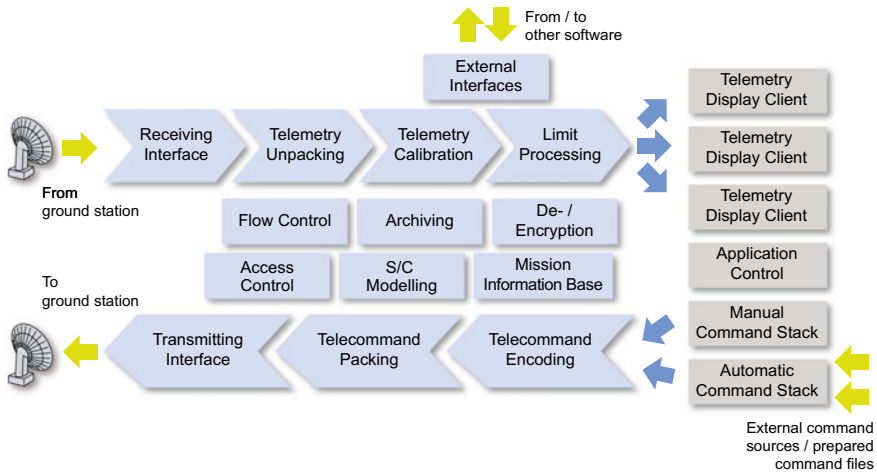 From / to
other software
External
Interfaces
Telemetry
Display Client
Receiving
Interface
Telemetry
Unpacking
Telemetry
Calibration
Limit
Processing
Telemetry
Display Client
From
ground station
Telemetry
Display Client
Flow Control
Archiving
De- /
Encryption
Access
Control
S/C
Modelling
Mission
Information Base
Application
Control
To
ground station
Manual
Command Stack
Transmitting
Interface
Telecommand
Packing
Telecommand
Encoding
Automatic
Command Stack
External command
sources / prepared
command files